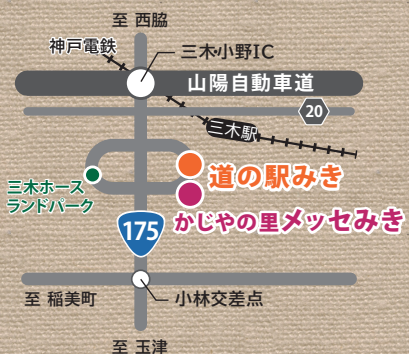 至 西脇
神戸電鉄
三木小野IC
山陽自動車道
20
三木駅
道の駅みき
三木ホース
ランドパーク
かじやの里メッセみき
175
至 稲美町
小林交差点
至 玉津